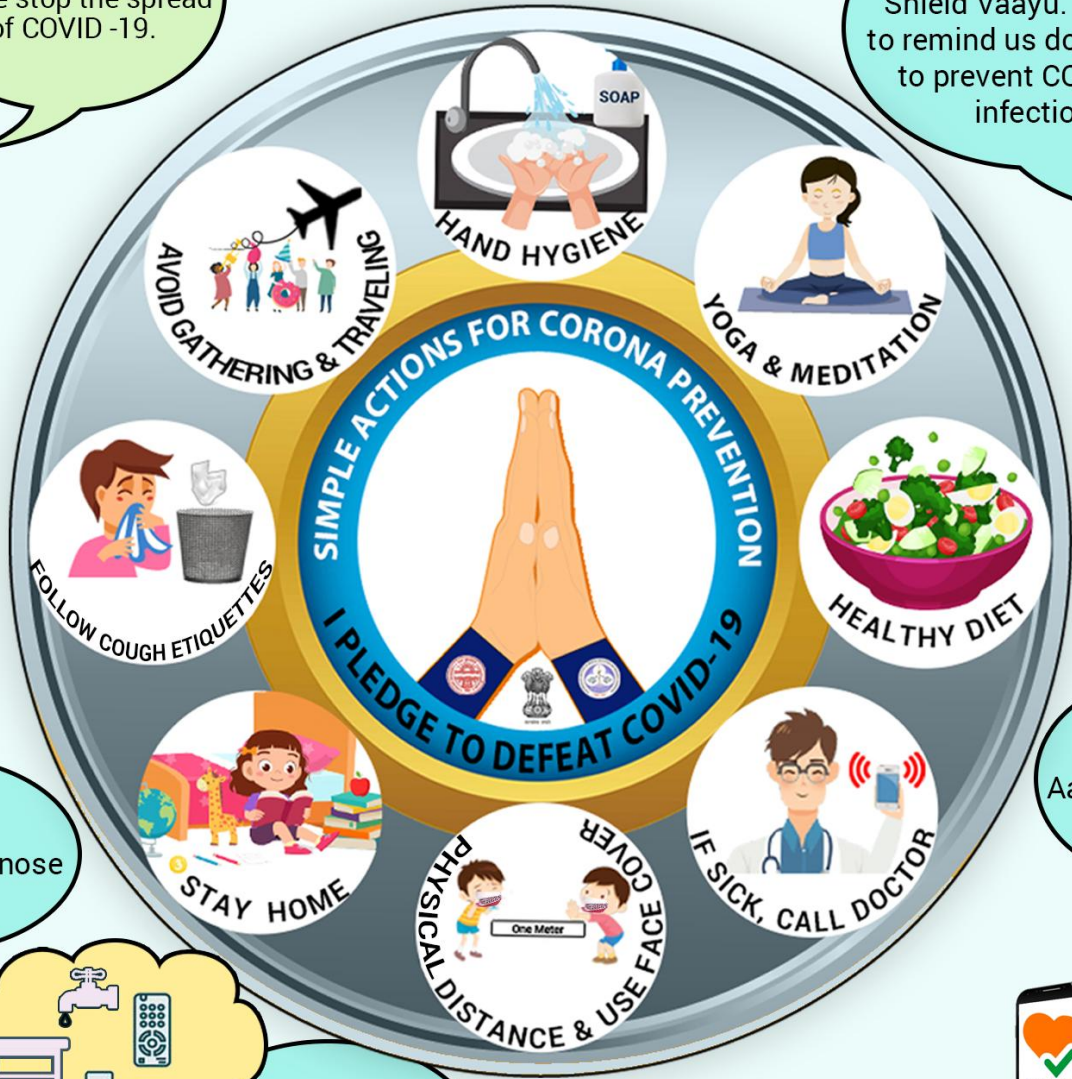 e stop the spread
of COVID -19.
Shield Vaayu.
to remind us do
to prevent CO
infectio
SOAP
HAND HYGIENE
YOGA & MEDITATION
HEALTHY DIET
IF SICK, CALL DOCTOR
PHYSICAL DISTANCE & USE FACE COVER
One Meter
STAY HOME
FOLLOW COUGH ETIQUETTES
AVOID GATHERING & TRAVELING
SIMPLE ACTIONS FOR CORONA PREVENTION
I PLEDGE TO DEFEAT COVID-19
nose
Aa